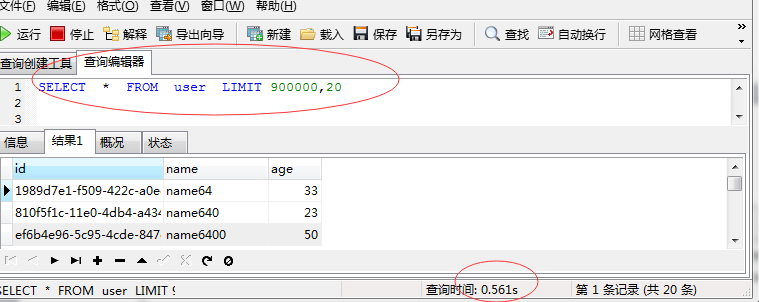 文件(F) 编辑(E) 格式(O) 查看(V) 窗口(W) 帮助(H)
运行 停止 解释 导出向导 新建 载入 保存 另存为 查找 自动换行 网格查看
查询创建工具 查询编辑器
1 SELECT * FROM user LIMIT 900000,20
2
3
信息 结果1 概况 状态
id name age
1989d7e1-f509-422c-a0e name64 33
810f5f1c-11e0-4db4-a434 name640 23
ef6b4e96-5c95-4cde-847 name6400 50
SELECT * FROM user LIMIT 9 查询时间: 0.561s 第 1 条记录 (共 20 条)